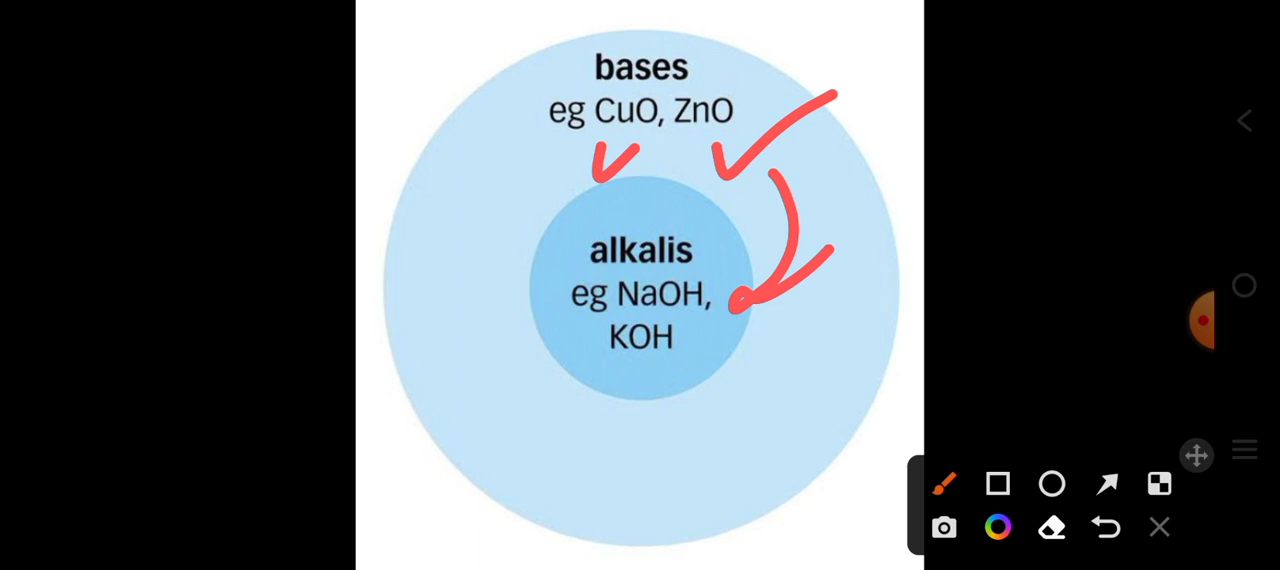 bases
eg CuO, ZnO
alkalis
eg NaOH,
KOH